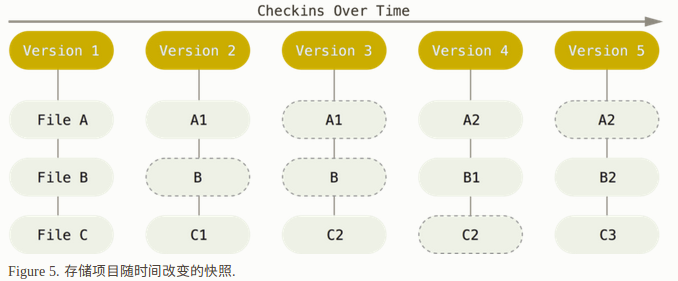 Checkins Over Time
Version 1 Version 2 Version 3 Version 4 Version 5
File A A1 A1 A2 A2
File B B B B1 B2
File C C1 C2 C2 C3
Figure 5. 存储项目随时间改变的快照.